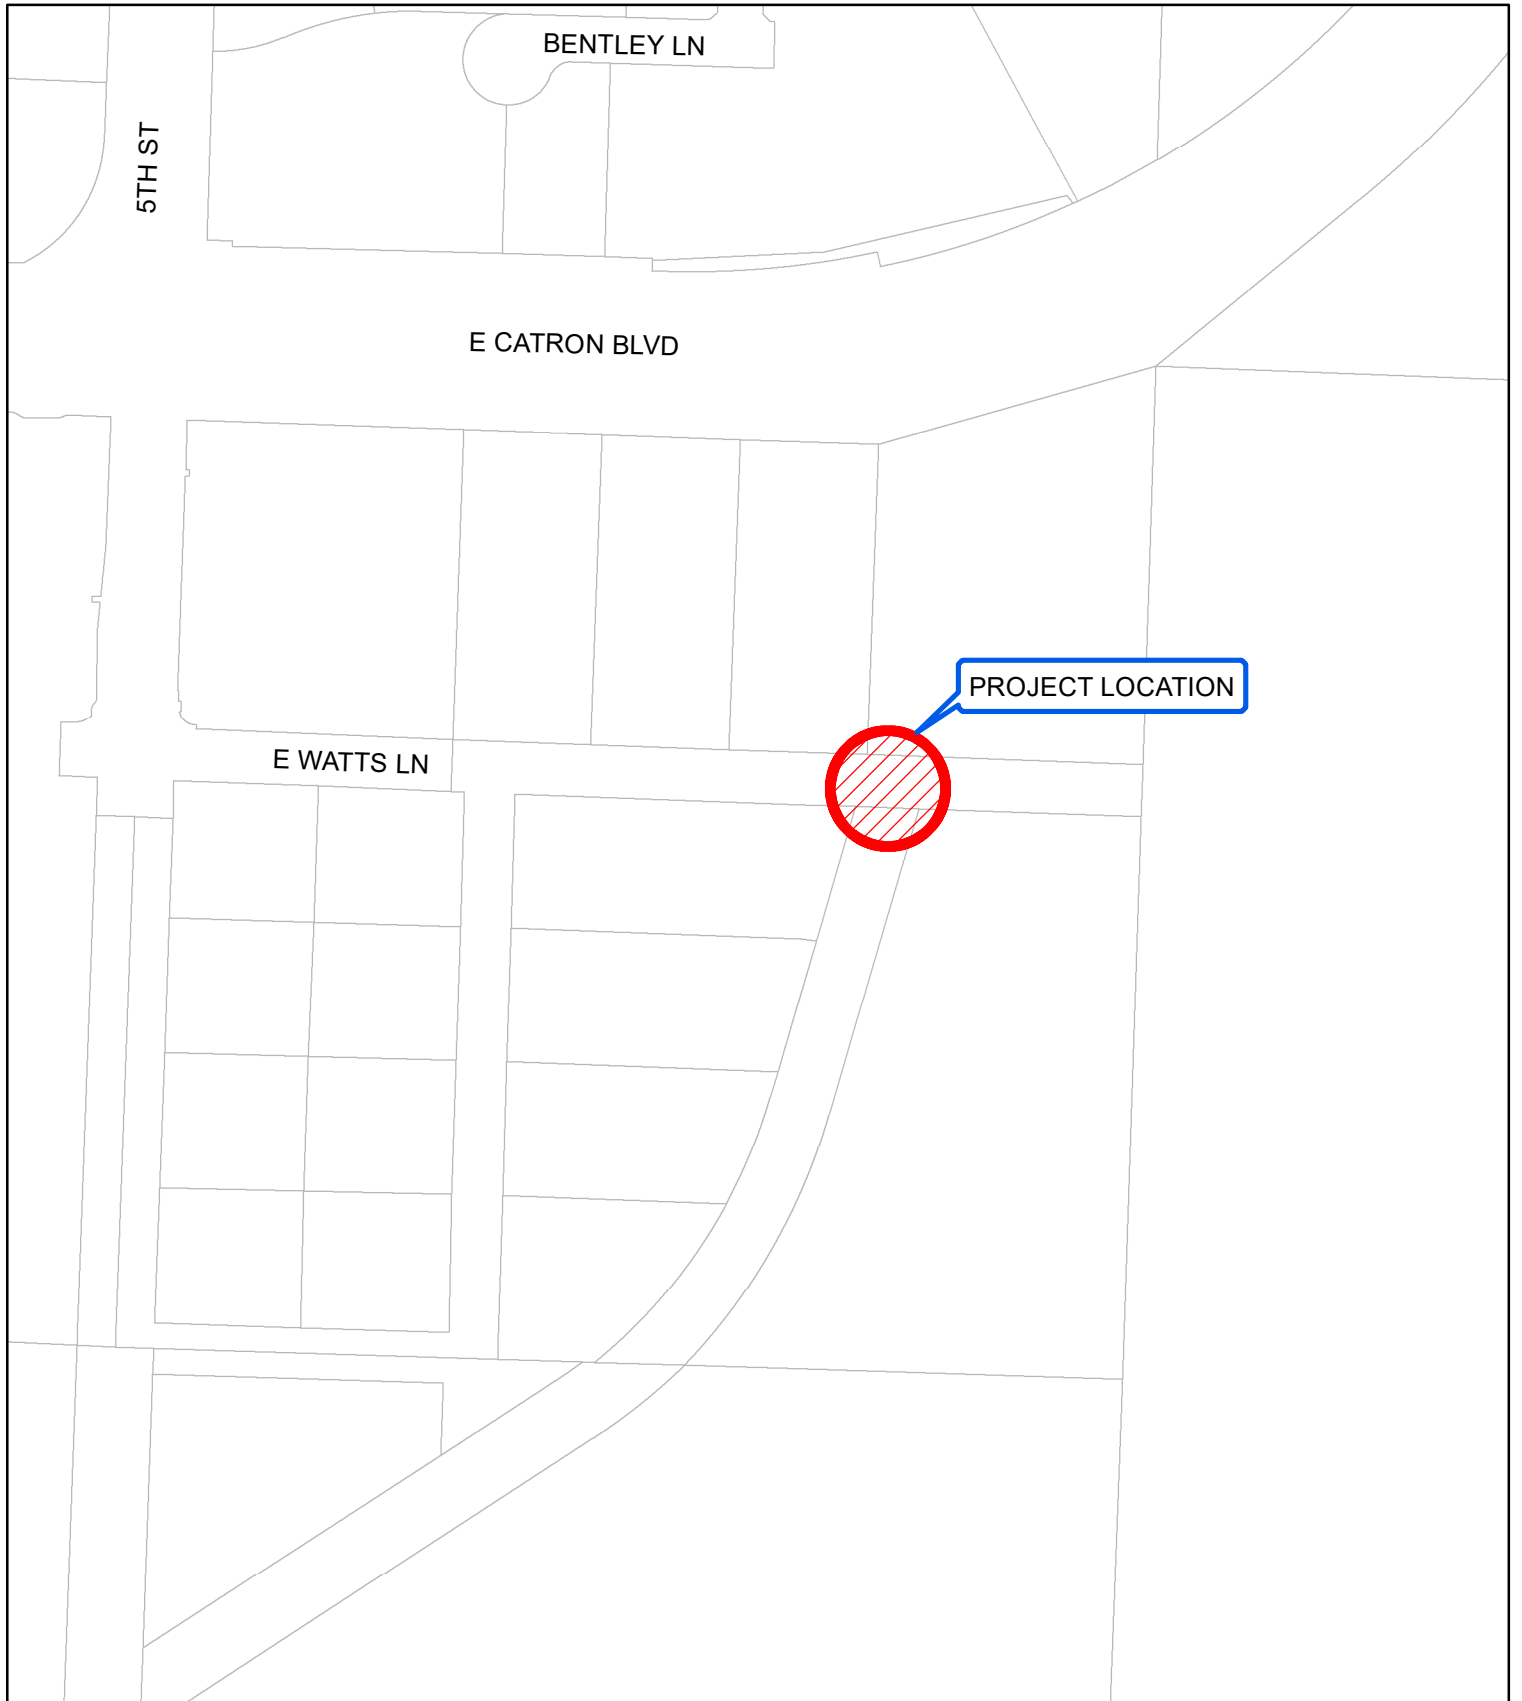 BENTLEY LN
5TH ST
E CATRON BLVD
PROJECT LOCATION
E WATTS LN